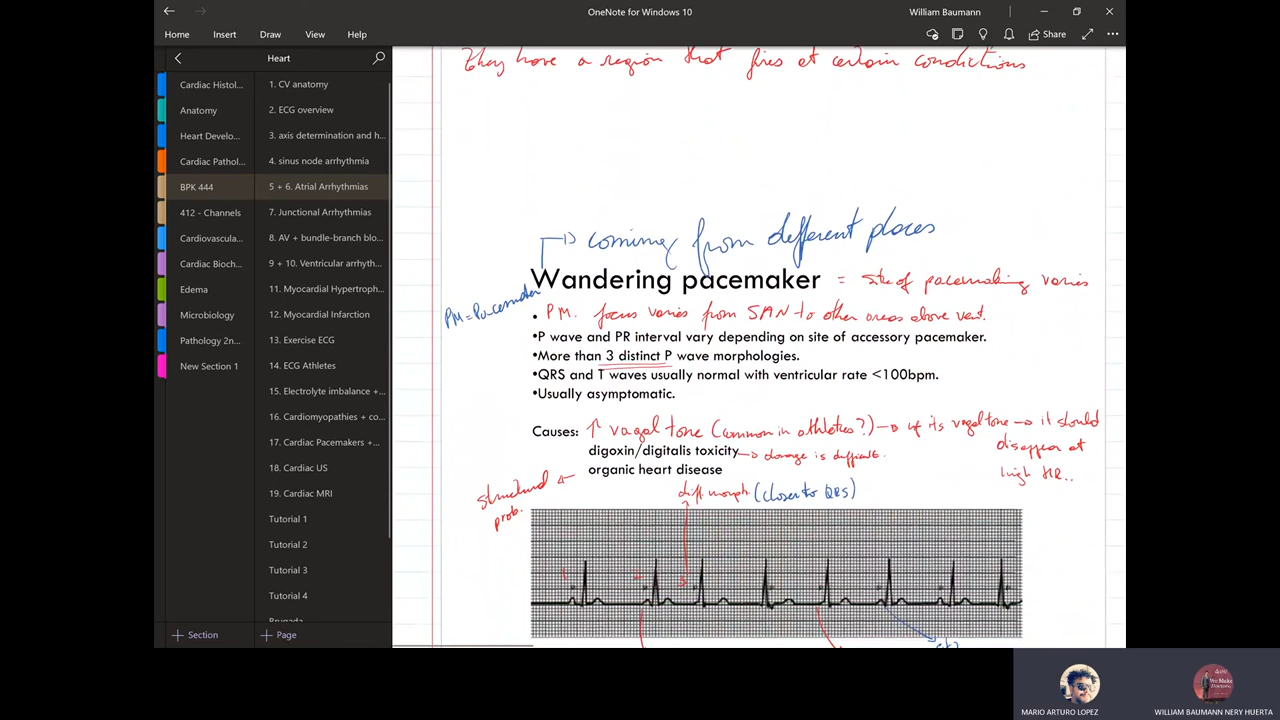 OneNote for Windows 10
William Baumann
Home
Insert
Draw
View
Help
Share
Heart
Cardiac Histol...
Anatomy
Heart Develo...
Cardiac Pathol...
BPK 444
412 - Channels
Cardiovascula...
Cardiac Bioch...
Edema
Microbiology
Pathology 2n...
New Section 1
Section
1. CV anatomy
2. ECG overview
3. axis determination and h...
4. sinus node arrhythmia
5 + 6. Atrial Arrhythmias
7. Junctional Arrhythmias
8. AV + bundle-branch blo...
9 + 10. Ventricular arryth...
11. Myocardial Hypertroph...
12. Myocardial Infarction
13. Exercise ECG
14. ECG Athletes
15. Electrolyte imbalance +...
16. Cardiomyopathies + co...
17. Cardiac Pacemakers +...
18. Cardiac US
19. Cardiac MRI
Tutorial 1
Tutorial 2
Tutorial 3
Tutorial 4
Brugada
Page
They have a region that fires at certain conditions
coming from different places
Wandering pacemaker = site of pacemaking varies
PM = Pacemaker
• PM. focus varies from SAN to other areas above vent.
•P wave and PR interval vary depending on site of accessory pacemaker.
•More than 3 distinct P wave morphologies.
•QRS and T waves usually normal with ventricular rate <100bpm.
•Usually asymptomatic.
Causes: ↑ vagal tone (common in athletes?) → if its vagal tone → it should
disappear at
high HR..
digoxin/digitalis toxicity → dosage is difficult.
organic heart disease
structural
prob.
diff morph (closer to QRS)
1 2 3
MARIO ARTURO LOPEZ
WILLIAM BAUMANN NERY HUERTA